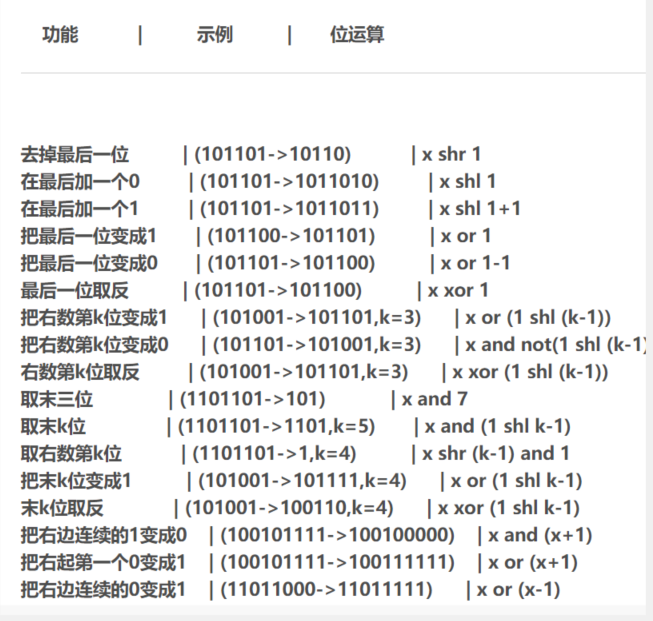 功能 | 示例 | 位运算
去掉最后一位 | (101101->10110) | x shr 1
在最后加一个0 | (101101->1011010) | x shl 1
在最后加一个1 | (101101->1011011) | x shl 1+1
把最后一位变成1 | (101100->101101) | x or 1
把最后一位变成0 | (101101->101100) | x or 1-1
最后一位取反 | (101101->101100) | x xor 1
把右数第k位变成1 | (101001->101101,k=3) | x or (1 shl (k-1))
把右数第k位变成0 | (101101->101001,k=3) | x and not(1 shl (k-1)
右数第k位取反 | (101001->101101,k=3) | x xor (1 shl (k-1))
取末三位 | (1101101->101) | x and 7
取末k位 | (1101101->1101,k=5) | x and (1 shl k-1)
取右数第k位 | (1101101->1,k=4) | x shr (k-1) and 1
把末k位变成1 | (101001->101111,k=4) | x or (1 shl k-1)
末k位取反 | (101001->100110,k=4) | x xor (1 shl k-1)
把右边连续的1变成0 | (100101111->100100000) | x and (x+1)
把右起第一个0变成1 | (100101111->100111111) | x or (x+1)
把右边连续的0变成1 | (11011000->11011111) | x or (x-1)